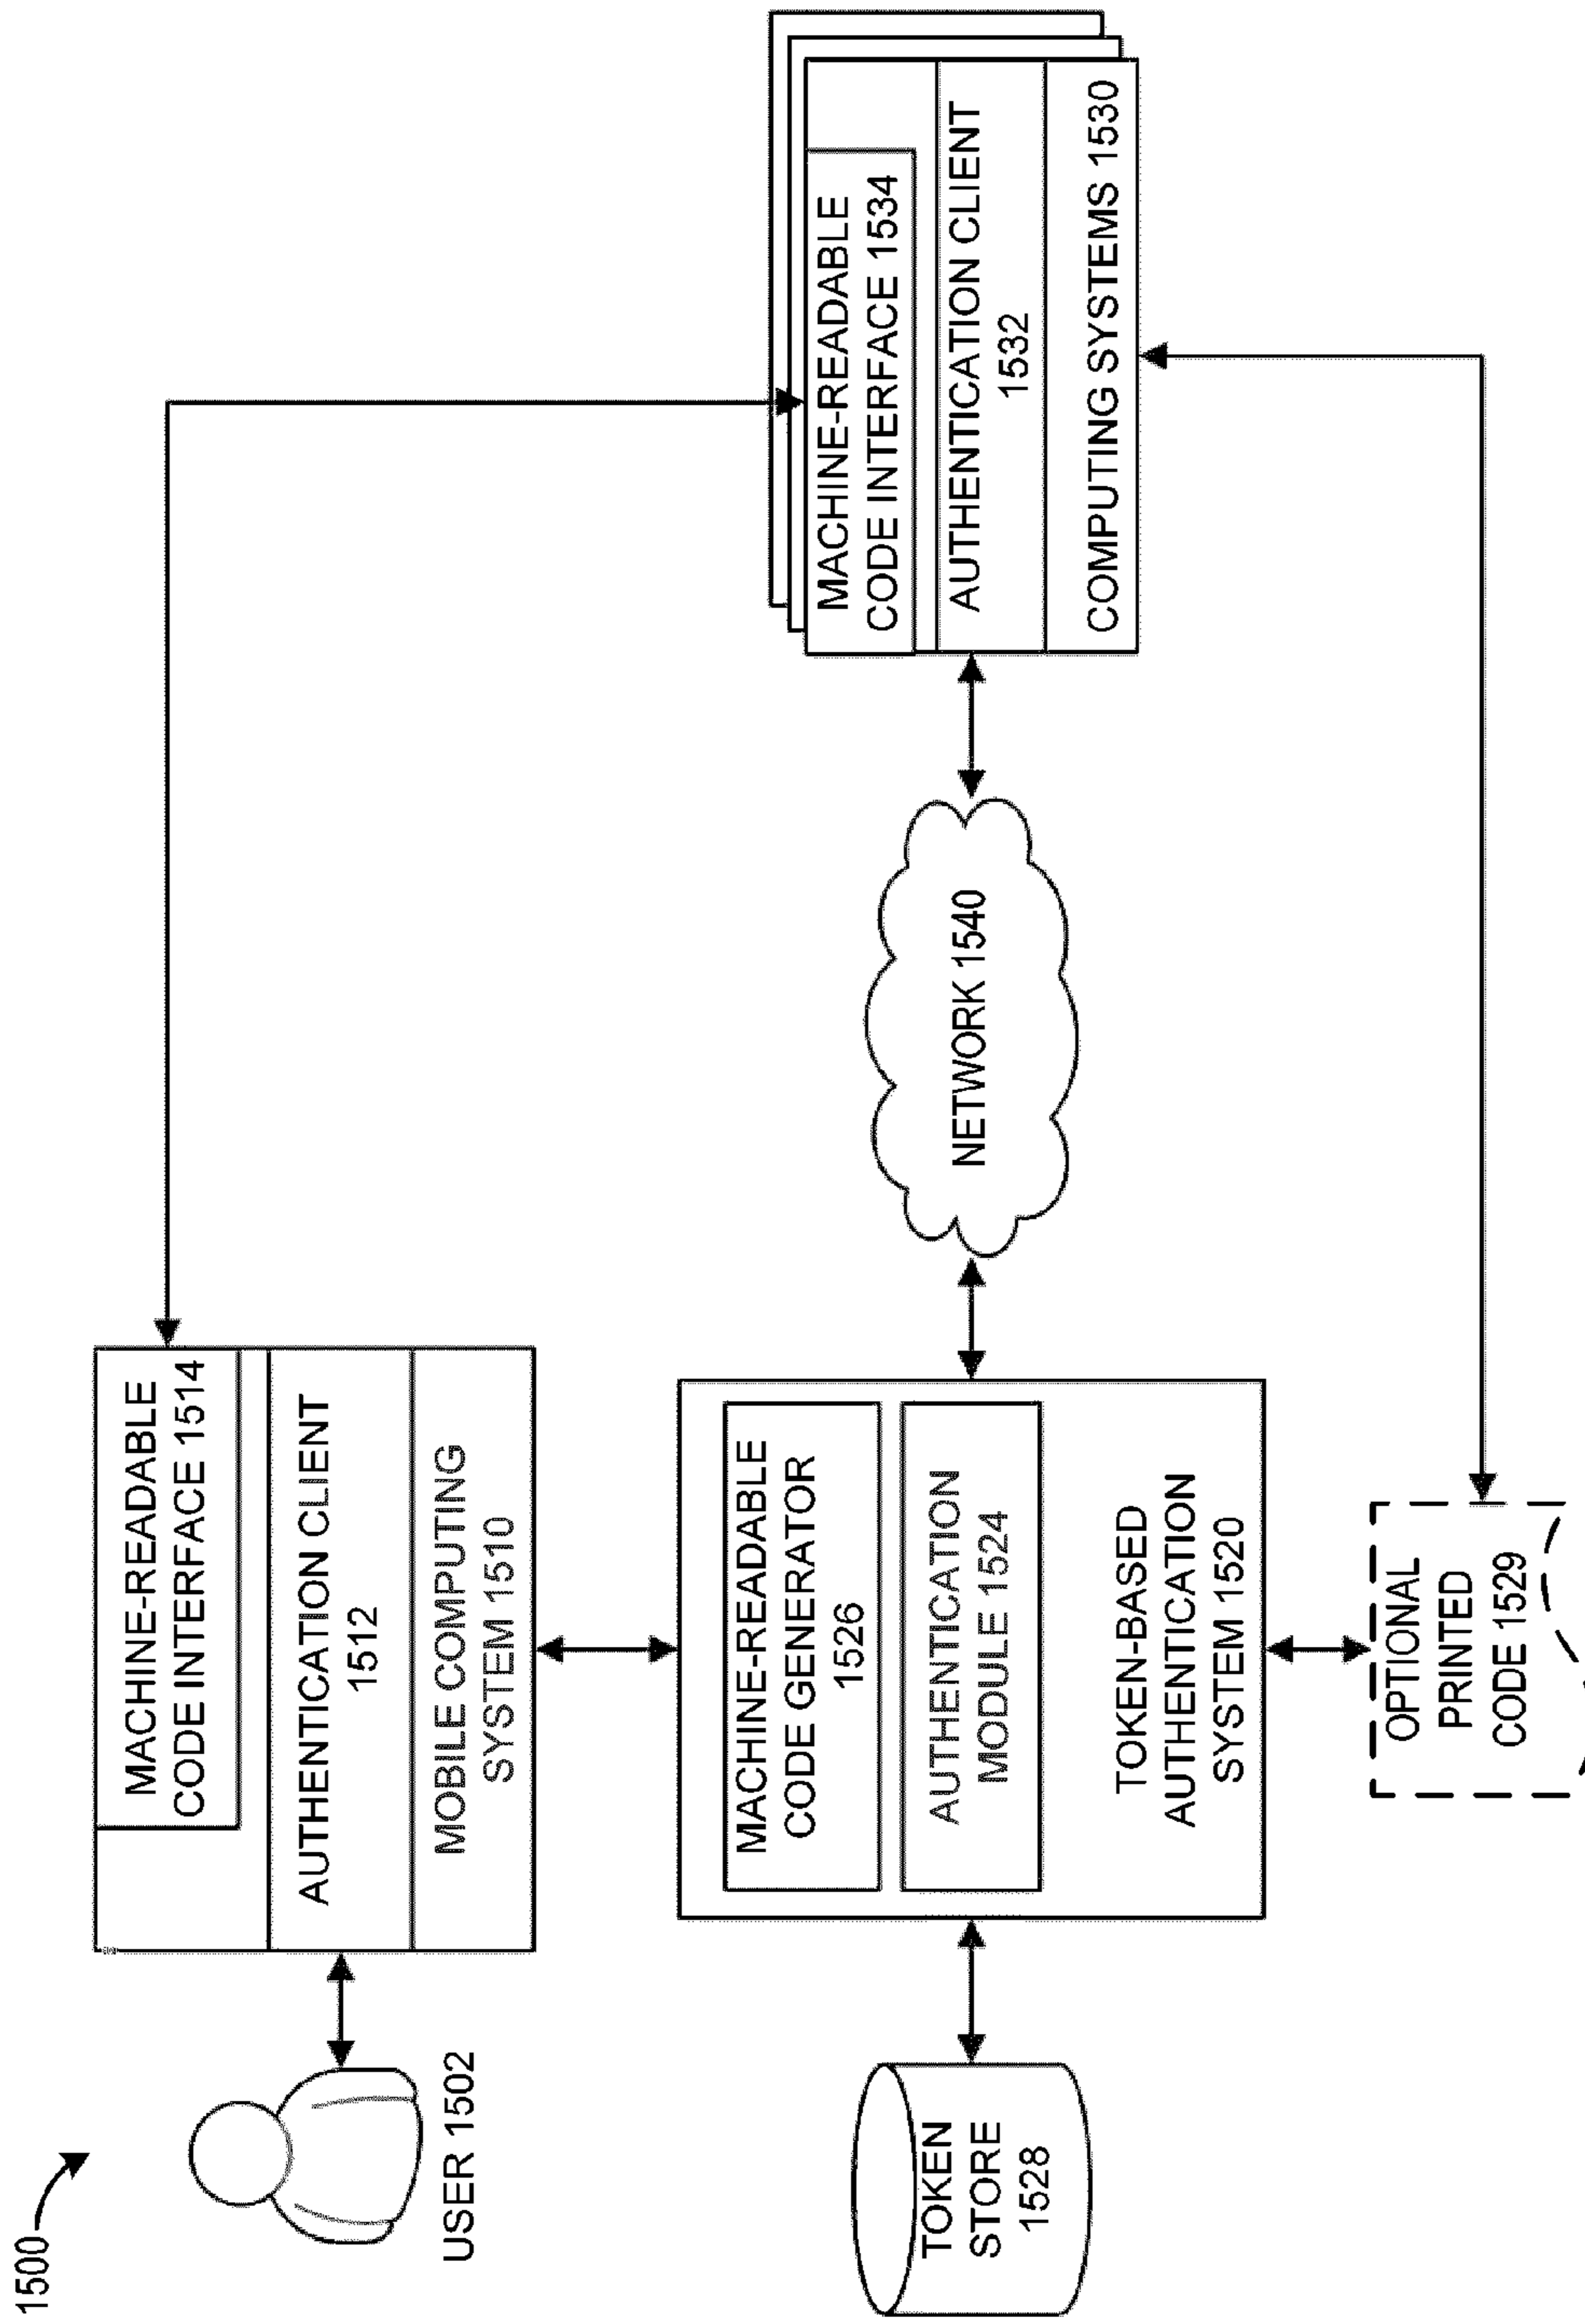 1500
USER 1502
MACHINE-READABLE
CODE INTERFACE 1514
AUTHENTICATION CLIENT
1512
MOBILE COMPUTING
SYSTEM 1510
TOKEN
STORE
1528
MACHINE-READABLE
CODE GENERATOR
1526
AUTHENTICATION
MODULE 1524
TOKEN-BASED
AUTHENTICATION
SYSTEM 1520
OPTIONAL
PRINTED
CODE 1529
NETWORK 1540
MACHINE-READABLE
CODE INTERFACE 1534
AUTHENTICATION CLIENT
1532
COMPUTING SYSTEMS 1530